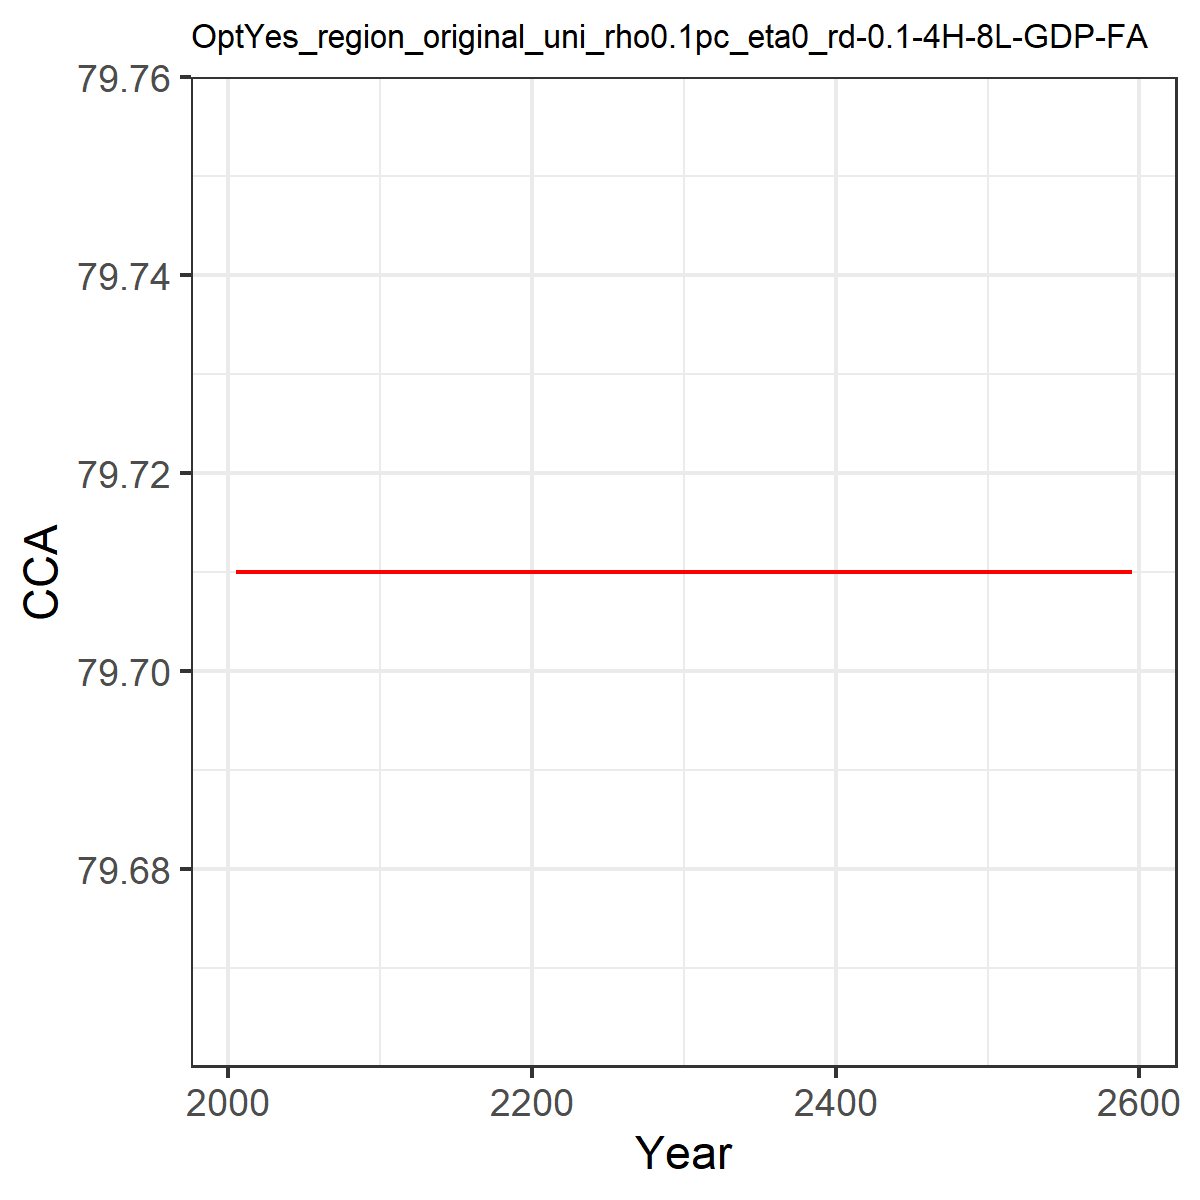 OptYes_region_original_uni_rho0.1pc_eta0_rd-0.1-4H-8L-GDP-FA
79.76
79.74
79.72
79.70
79.68
CCA
2000 2200 2400 2600
Year